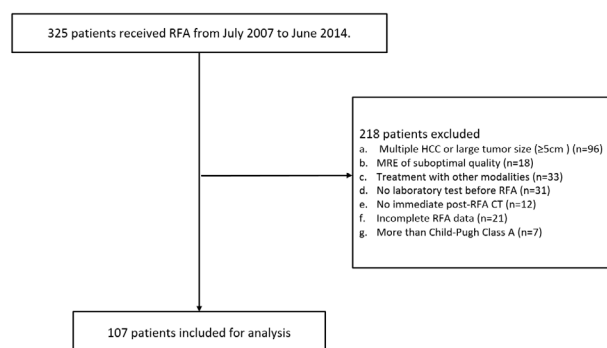 325 patients received RFA from July 2007 to June 2014.
218 patients excluded
a. Multiple HCC or large tumor size (≥5cm ) (n=96)
b. MRE of suboptimal quality (n=18)
c. Treatment with other modalities (n=33)
d. No laboratory test before RFA (n=31)
e. No immediate post-RFA CT (n=12)
f. Incomplete RFA data (n=21)
g. More than Child-Pugh Class A (n=7)
107 patients included for analysis